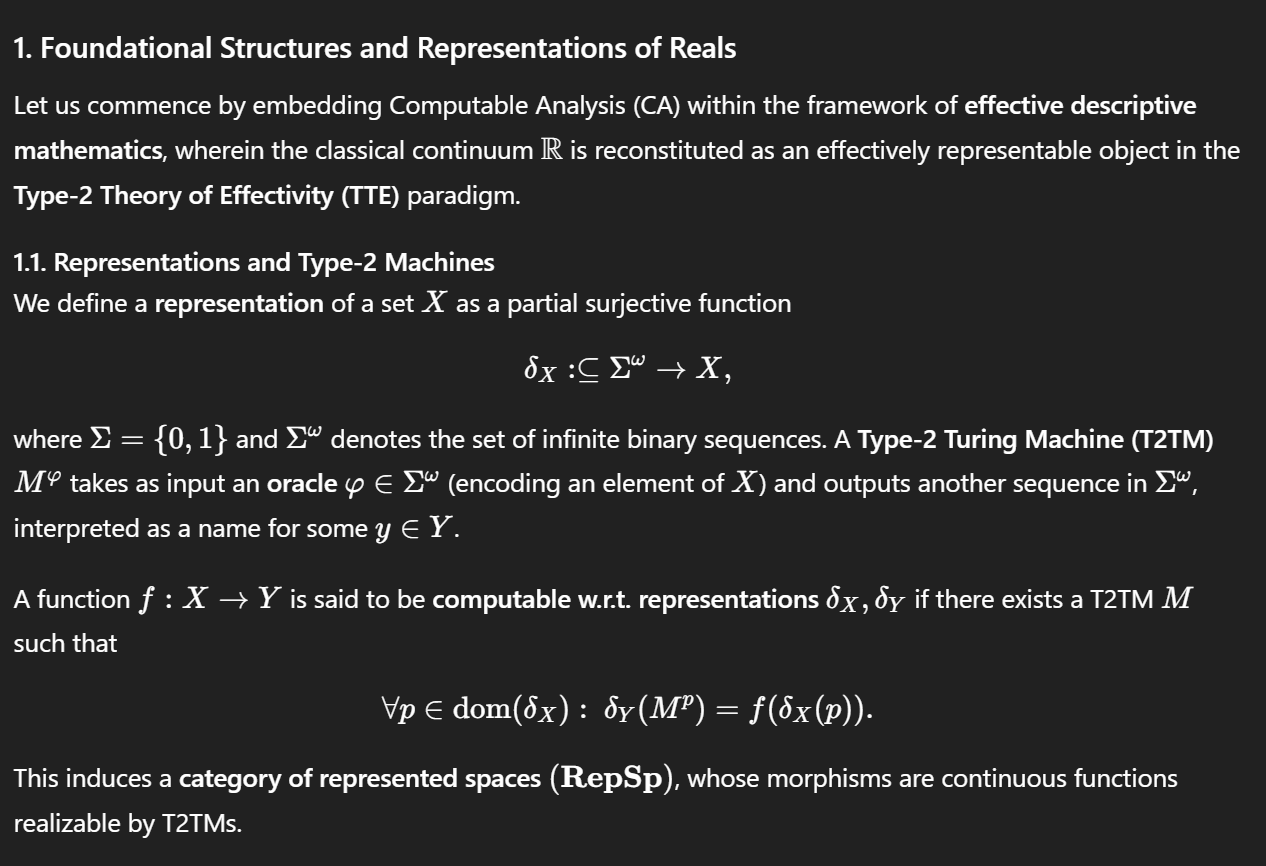 1. Foundational Structures and Representations of Reals
Let us commence by embedding Computable Analysis (CA) within the framework of effective descriptive
mathematics, wherein the classical continuum ℝ is reconstituted as an effectively representable object in the
Type-2 Theory of Effectivity (TTE) paradigm.
1.1. Representations and Type-2 Machines
We define a representation of a set X as a partial surjective function
δ_X :⊆ Σ^ω → X,
where Σ = {0, 1} and Σ^ω denotes the set of infinite binary sequences. A Type-2 Turing Machine (T2TM)
M^φ takes as input an oracle φ ∈ Σ^ω (encoding an element of X) and outputs another sequence in Σ^ω,
interpreted as a name for some y ∈ Y.
A function f : X → Y is said to be computable w.r.t. representations δ_X, δ_Y if there exists a T2TM M
such that
∀p ∈ dom(δ_X) : δ_Y(M^p) = f(δ_X(p)).
This induces a category of represented spaces (RepSp), whose morphisms are continuous functions
realizable by T2TMs.